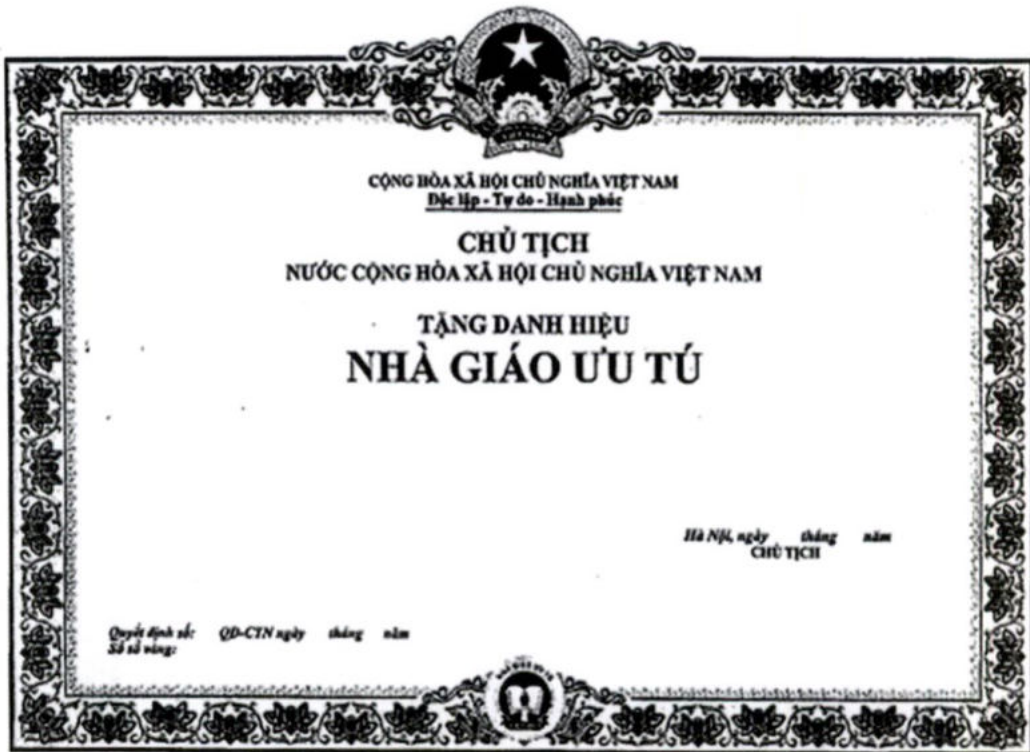 CỘNG HÒA XÃ HỘI CHỦ NGHĨA VIỆT NAM
Độc lập - Tự do - Hạnh phúc
CHỦ TỊCH
NƯỚC CỘNG HÒA XÃ HỘI CHỦ NGHĨA VIỆT NAM
TẶNG DANH HIỆU
NHÀ GIÁO ƯU TÚ
Hà Nội, ngày tháng năm
CHỦ TỊCH
Quyết định số: QĐ-CTN ngày tháng năm
Số sổ vàng: